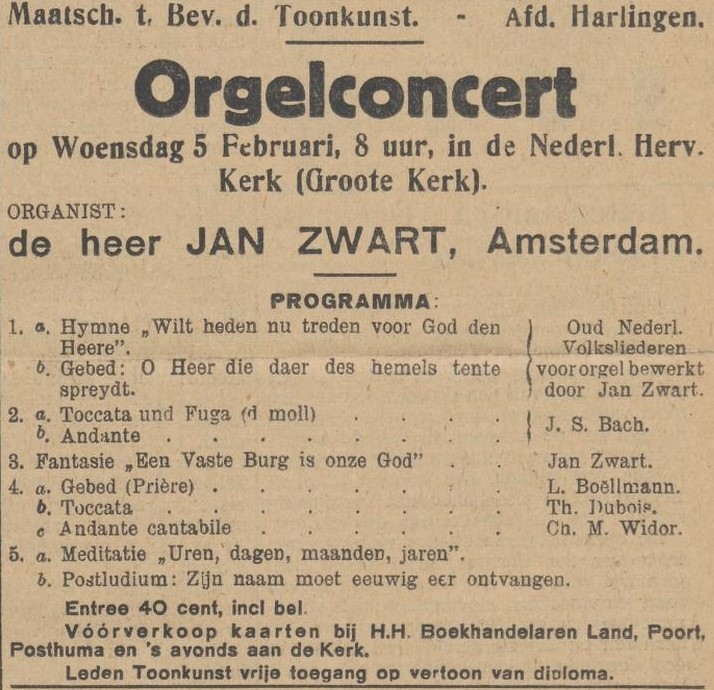 Maatsch. t. Bev. d. Toonkunst. - Afd. Harlingen.
Orgelconcert
op Woensdag 5 Februari, 8 uur, in de Nederl. Herv.
Kerk (Groote Kerk).
ORGANIST:
de heer JAN ZWART, Amsterdam.
PROGRAMMA:
1. a. Hymne „Wilt heden nu treden voor God den
Heere”.
b. Gebed: O Heer die daer des hemels tente
spreydt.
Oud Nederl.
Volksliederen
voor orgel bewerkt
door Jan Zwart.
2. a. Toccata und Fuga (d moll) . . . .
b. Andante . . . . . . .
J. S. Bach.
3. Fantasie „Een Vaste Burg is onze God” . . Jan Zwart.
4. a. Gebed (Prière) . . . . . . L. Boëllmann.
b. Toccata . . . . . . . Th. Dubois.
c Andante cantabile . . . . . Ch. M. Widor.
5. a. Meditatie „Uren, dagen, maanden, jaren”.
b. Postludium: Zijn naam moet eeuwig eer ontvangen.
Entree 40 cent, incl bel.
Vóórverkoop kaarten bij H.H. Boekhandelaren Land, Poort,
Posthuma en 's avonds aan de Kerk.
Leden Toonkunst vrije toegang op vertoon van diploma.